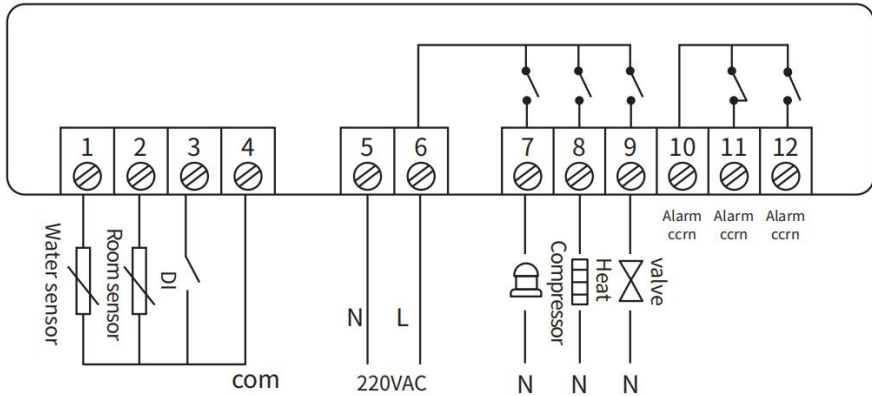 1 2 3 4 5 6 7 8 9 10 11 12
Alarm Alarm Alarm
ccrn ccrn ccrn
Water sensor
Room sensor
DI
com
N L
220VAC
Compressor
Heat
valve
N N N